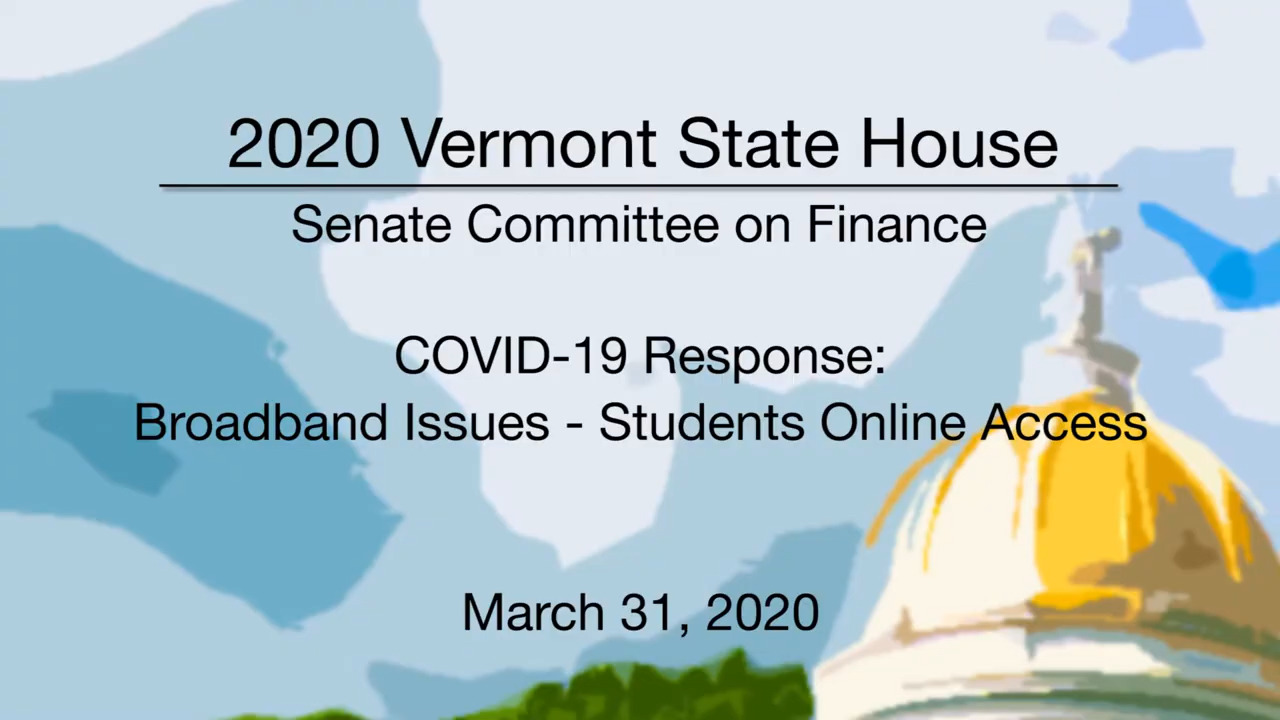 2020 Vermont State House
Senate Committee on Finance
COVID-19 Response:
Broadband Issues - Students Online Access
March 31, 2020